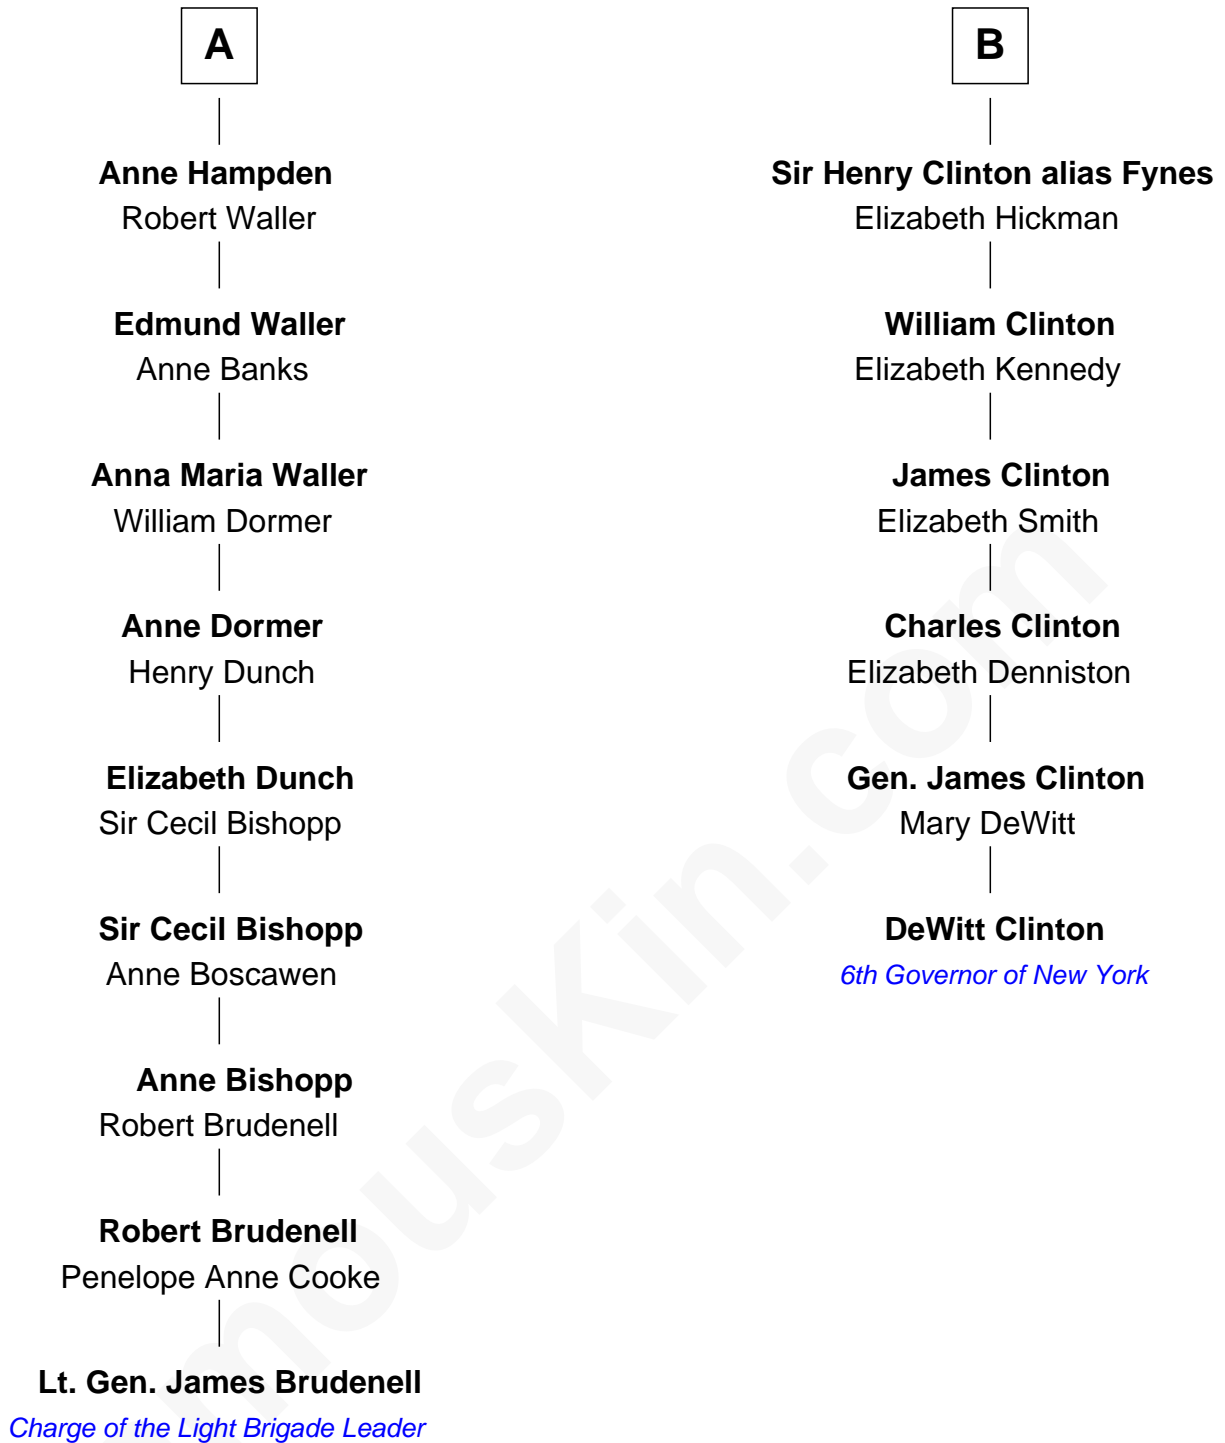 A
Anne Hampden
Robert Waller
Edmund Waller
Anne Banks
Anna Maria Waller
William Dormer
Anne Dormer
Henry Dunch
Elizabeth Dunch
Sir Cecil Bishopp
Sir Cecil Bishopp
Anne Boscawen
Anne Bishopp
Robert Brudenell
Robert Brudenell
Penelope Anne Cooke
Lt. Gen. James Brudenell
Charge of the Light Brigade Leader
B
Sir Henry Clinton alias Fynes
Elizabeth Hickman
William Clinton
Elizabeth Kennedy
James Clinton
Elizabeth Smith
Charles Clinton
Elizabeth Denniston
Gen. James Clinton
Mary DeWitt
DeWitt Clinton
6th Governor of New York
mousKin.com